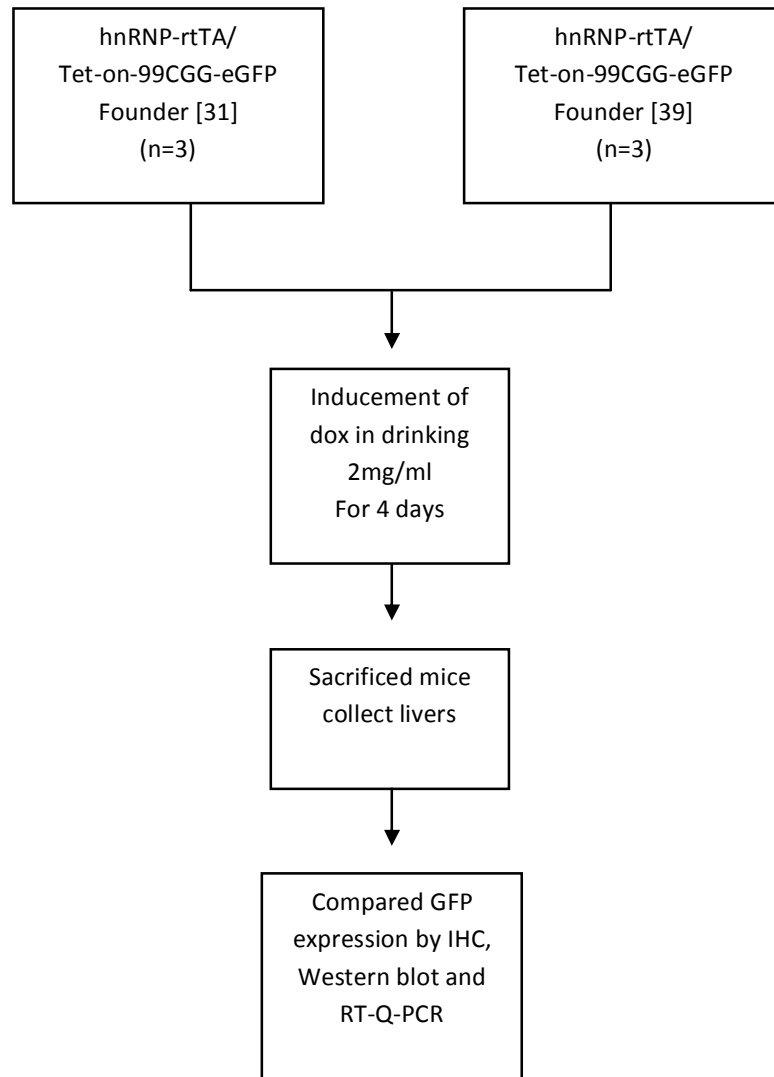 hnRNP-rtTA/
Tet-on-99CGG-eGFP
Founder [31]
(n=3)
hnRNP-rtTA/
Tet-on-99CGG-eGFP
Founder [39]
(n=3)
Inducement of
dox in drinking
2mg/ml
For 4 days
Sacrificed mice
collect livers
Compared GFP
expression by IHC,
Western blot and
RT-Q-PCR